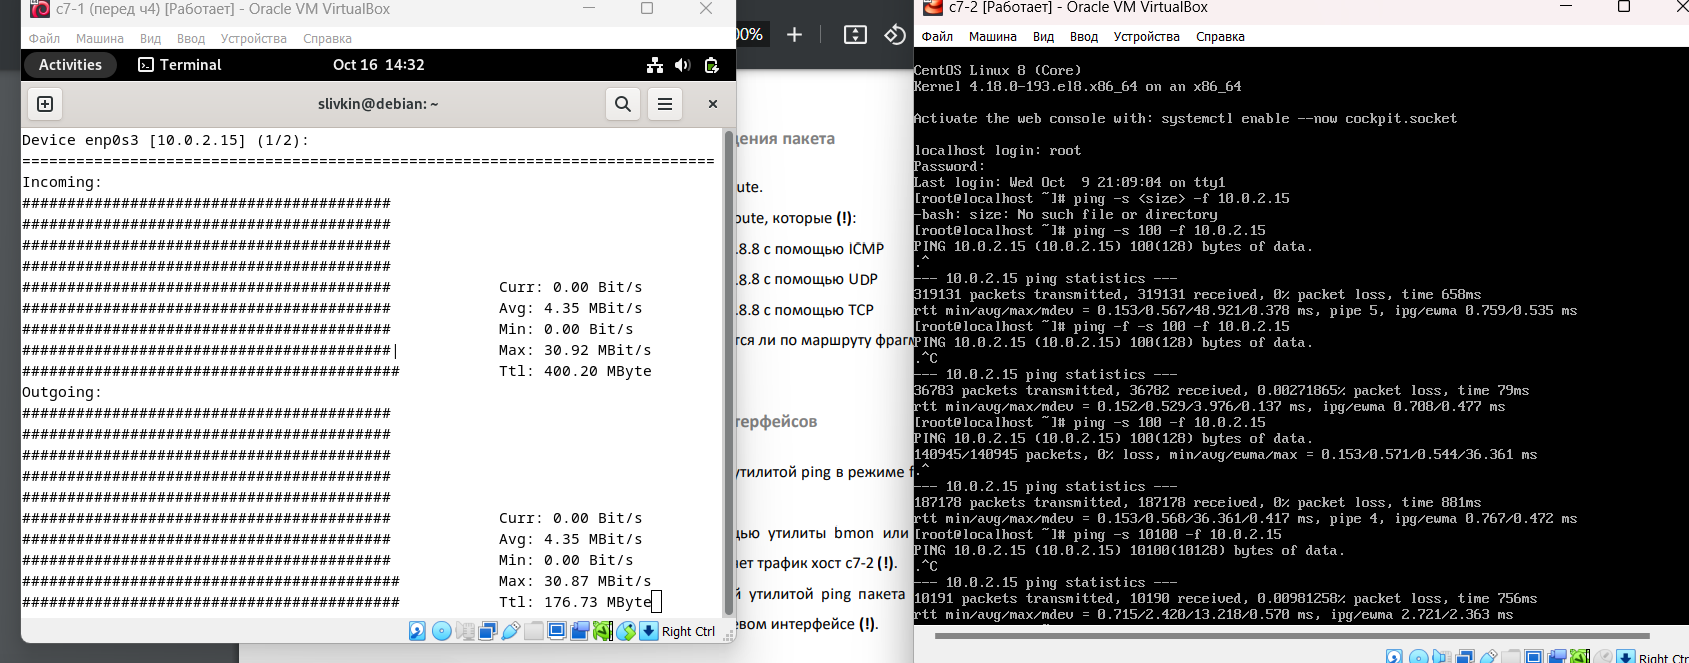 c7-1 (перед ч4) [Работает] - Oracle VM VirtualBox
Файл Машина Вид Ввод Устройства Справка
Activities Terminal Oct 16 14:32
slivkin@debian: ~
Device enp0s3 [10.0.2.15] (1/2):
=============================================================================
Incoming:
#########################################
#########################################
#########################################
#########################################
######################################### Curr: 0.00 Bit/s
######################################### Avg: 4.35 MBit/s
######################################### Min: 0.00 Bit/s
#########################################| Max: 30.92 MBit/s
########################################## Ttl: 400.20 MByte
Outgoing:
#########################################
#########################################
#########################################
#########################################
#########################################
######################################### Curr: 0.00 Bit/s
######################################### Avg: 4.35 MBit/s
######################################### Min: 0.00 Bit/s
########################################## Max: 30.87 MBit/s
########################################## Ttl: 176.73 MByte
Right Ctrl
00%
дения пакета
ute.
oute, которые (!):
.8.8 с помощью ICMP
.8.8 с помощью UDP
.8.8 с помощью TCP
тся ли по маршруту фраг
терфейсов
утилитой ping в режиме f
цью утилиты bmon или
ает трафик хост c7-2 (!).
й утилитой ping пакета
евом интерфейсе (!).
c7-2 [Работает] - Oracle VM VirtualBox
Файл Машина Вид Ввод Устройства Справка
CentOS Linux 8 (Core)
Kernel 4.18.0-193.el8.x86_64 on an x86_64
Activate the web console with: systemctl enable --now cockpit.socket
localhost login: root
Password:
Last login: Wed Oct  9 21:09:04 on tty1
[root@localhost ~]# ping -s <size> -f 10.0.2.15
-bash: size: No such file or directory
[root@localhost ~]# ping -s 100 -f 10.0.2.15
PING 10.0.2.15 (10.0.2.15) 100(128) bytes of data.
.^
--- 10.0.2.15 ping statistics ---
319131 packets transmitted, 319131 received, 0% packet loss, time 658ms
rtt min/avg/max/mdev = 0.153/0.567/48.921/0.378 ms, pipe 5, ipg/ewma 0.759/0.535 ms
[root@localhost ~]# ping -f -s 100 -f 10.0.2.15
PING 10.0.2.15 (10.0.2.15) 100(128) bytes of data.
.^C
--- 10.0.2.15 ping statistics ---
36783 packets transmitted, 36782 received, 0.00271865% packet loss, time 79ms
rtt min/avg/max/mdev = 0.152/0.529/3.976/0.137 ms, ipg/ewma 0.708/0.477 ms
[root@localhost ~]# ping -s 100 -f 10.0.2.15
PING 10.0.2.15 (10.0.2.15) 100(128) bytes of data.
140945/140945 packets, 0% loss, min/avg/ewma/max = 0.153/0.571/0.544/36.361 ms
.^
--- 10.0.2.15 ping statistics ---
187178 packets transmitted, 187178 received, 0% packet loss, time 881ms
rtt min/avg/max/mdev = 0.153/0.568/36.361/0.417 ms, pipe 4, ipg/ewma 0.767/0.472 ms
[root@localhost ~]# ping -s 10100 -f 10.0.2.15
PING 10.0.2.15 (10.0.2.15) 10100(10128) bytes of data.
.^C
--- 10.0.2.15 ping statistics ---
10191 packets transmitted, 10190 received, 0.00981258% packet loss, time 756ms
rtt min/avg/max/mdev = 0.715/2.420/13.218/0.570 ms, ipg/ewma 2.721/2.363 ms
Right Ctr